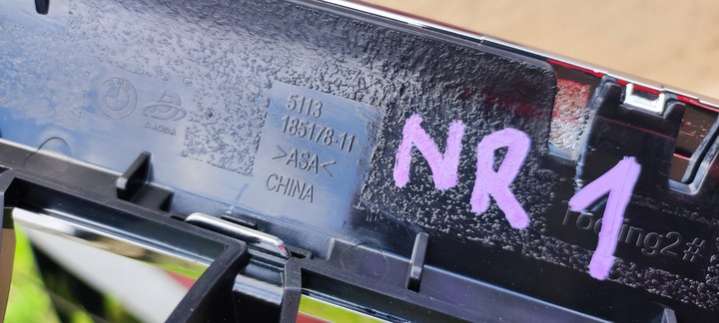 5113
185178-11
>ASA<
CHINA
NR 1
Tooling2#